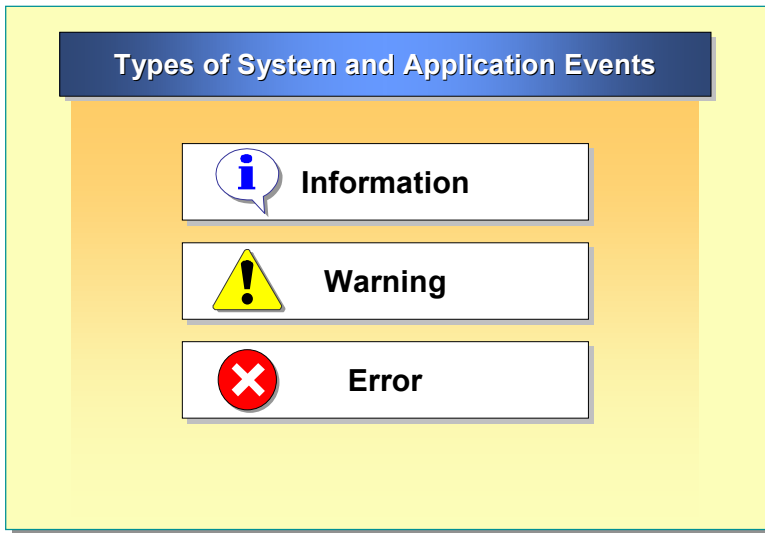 Types of System and Application Events
Information
Warning
Error